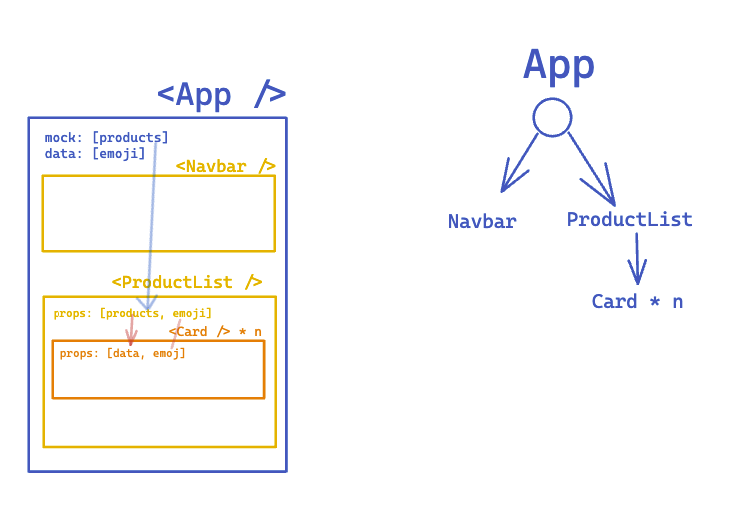 <App />
mock: [products]
data: [emoji]
<Navbar />
<ProductList />
props: [products, emoji]
<Card /> * n
props: [data, emoj]
App
Navbar
ProductList
Card * n